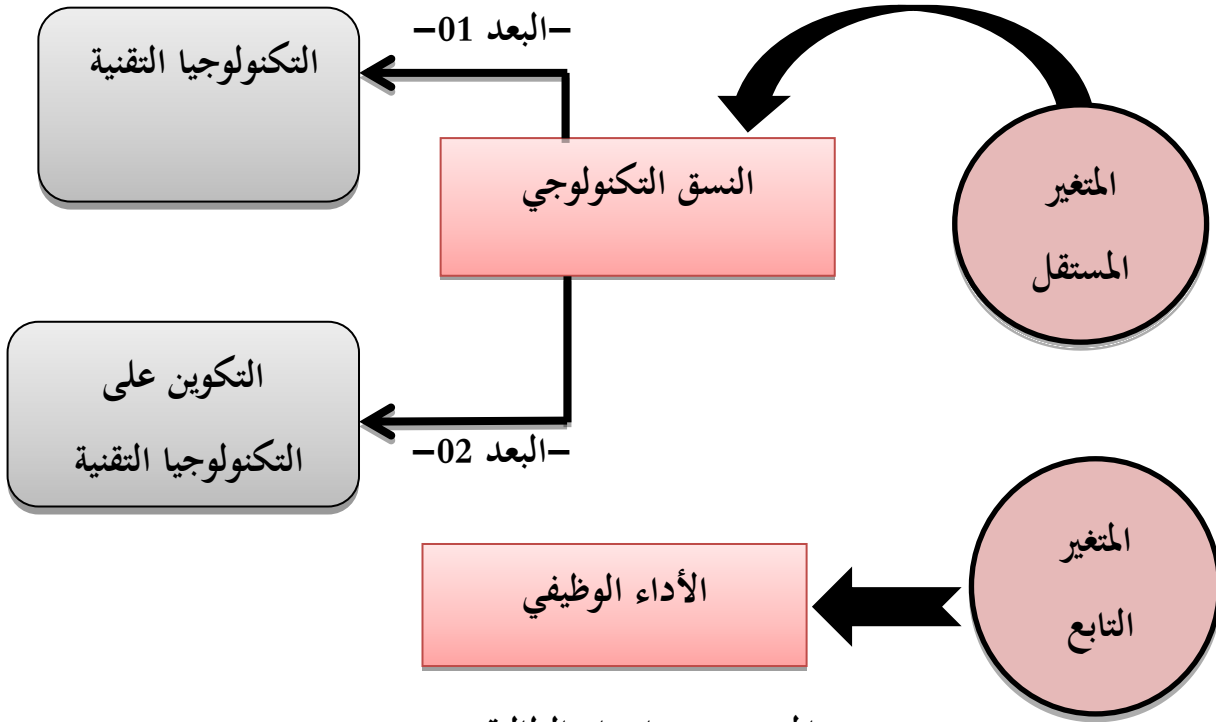 المتغير
المستقل
النسق التكنولوجي
–البعد 01–
التكنولوجيا التقنية
–البعد 02–
التكوين على
التكنولوجيا التقنية
المتغير
التابع
الأداء الوظيفي